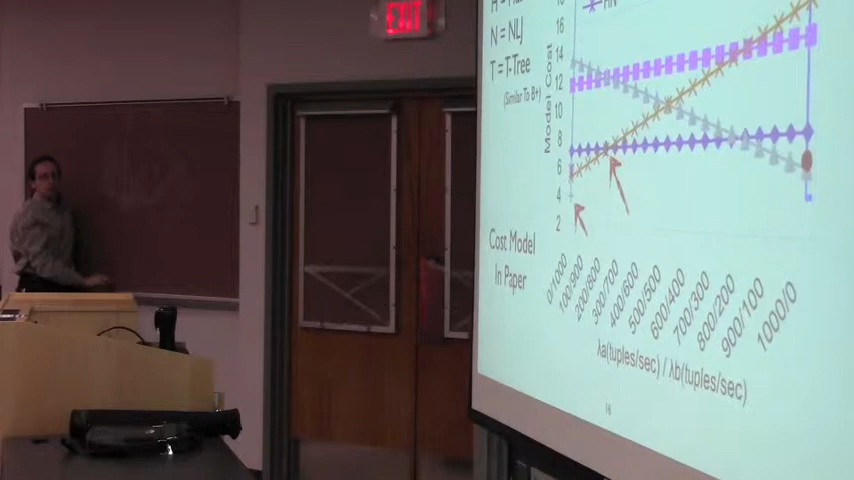 EXIT
N = NLJ
T = T-Tree
(Similar To B+)
HN
Model Cost
16
14
12
10
8
6
4
2
Cost Model
In Paper
0/1000
100/900
200/800
300/700
400/600
500/500
600/400
700/300
800/200
900/100
1000/0
λa(tuples/sec) / λb(tuples/sec)
16